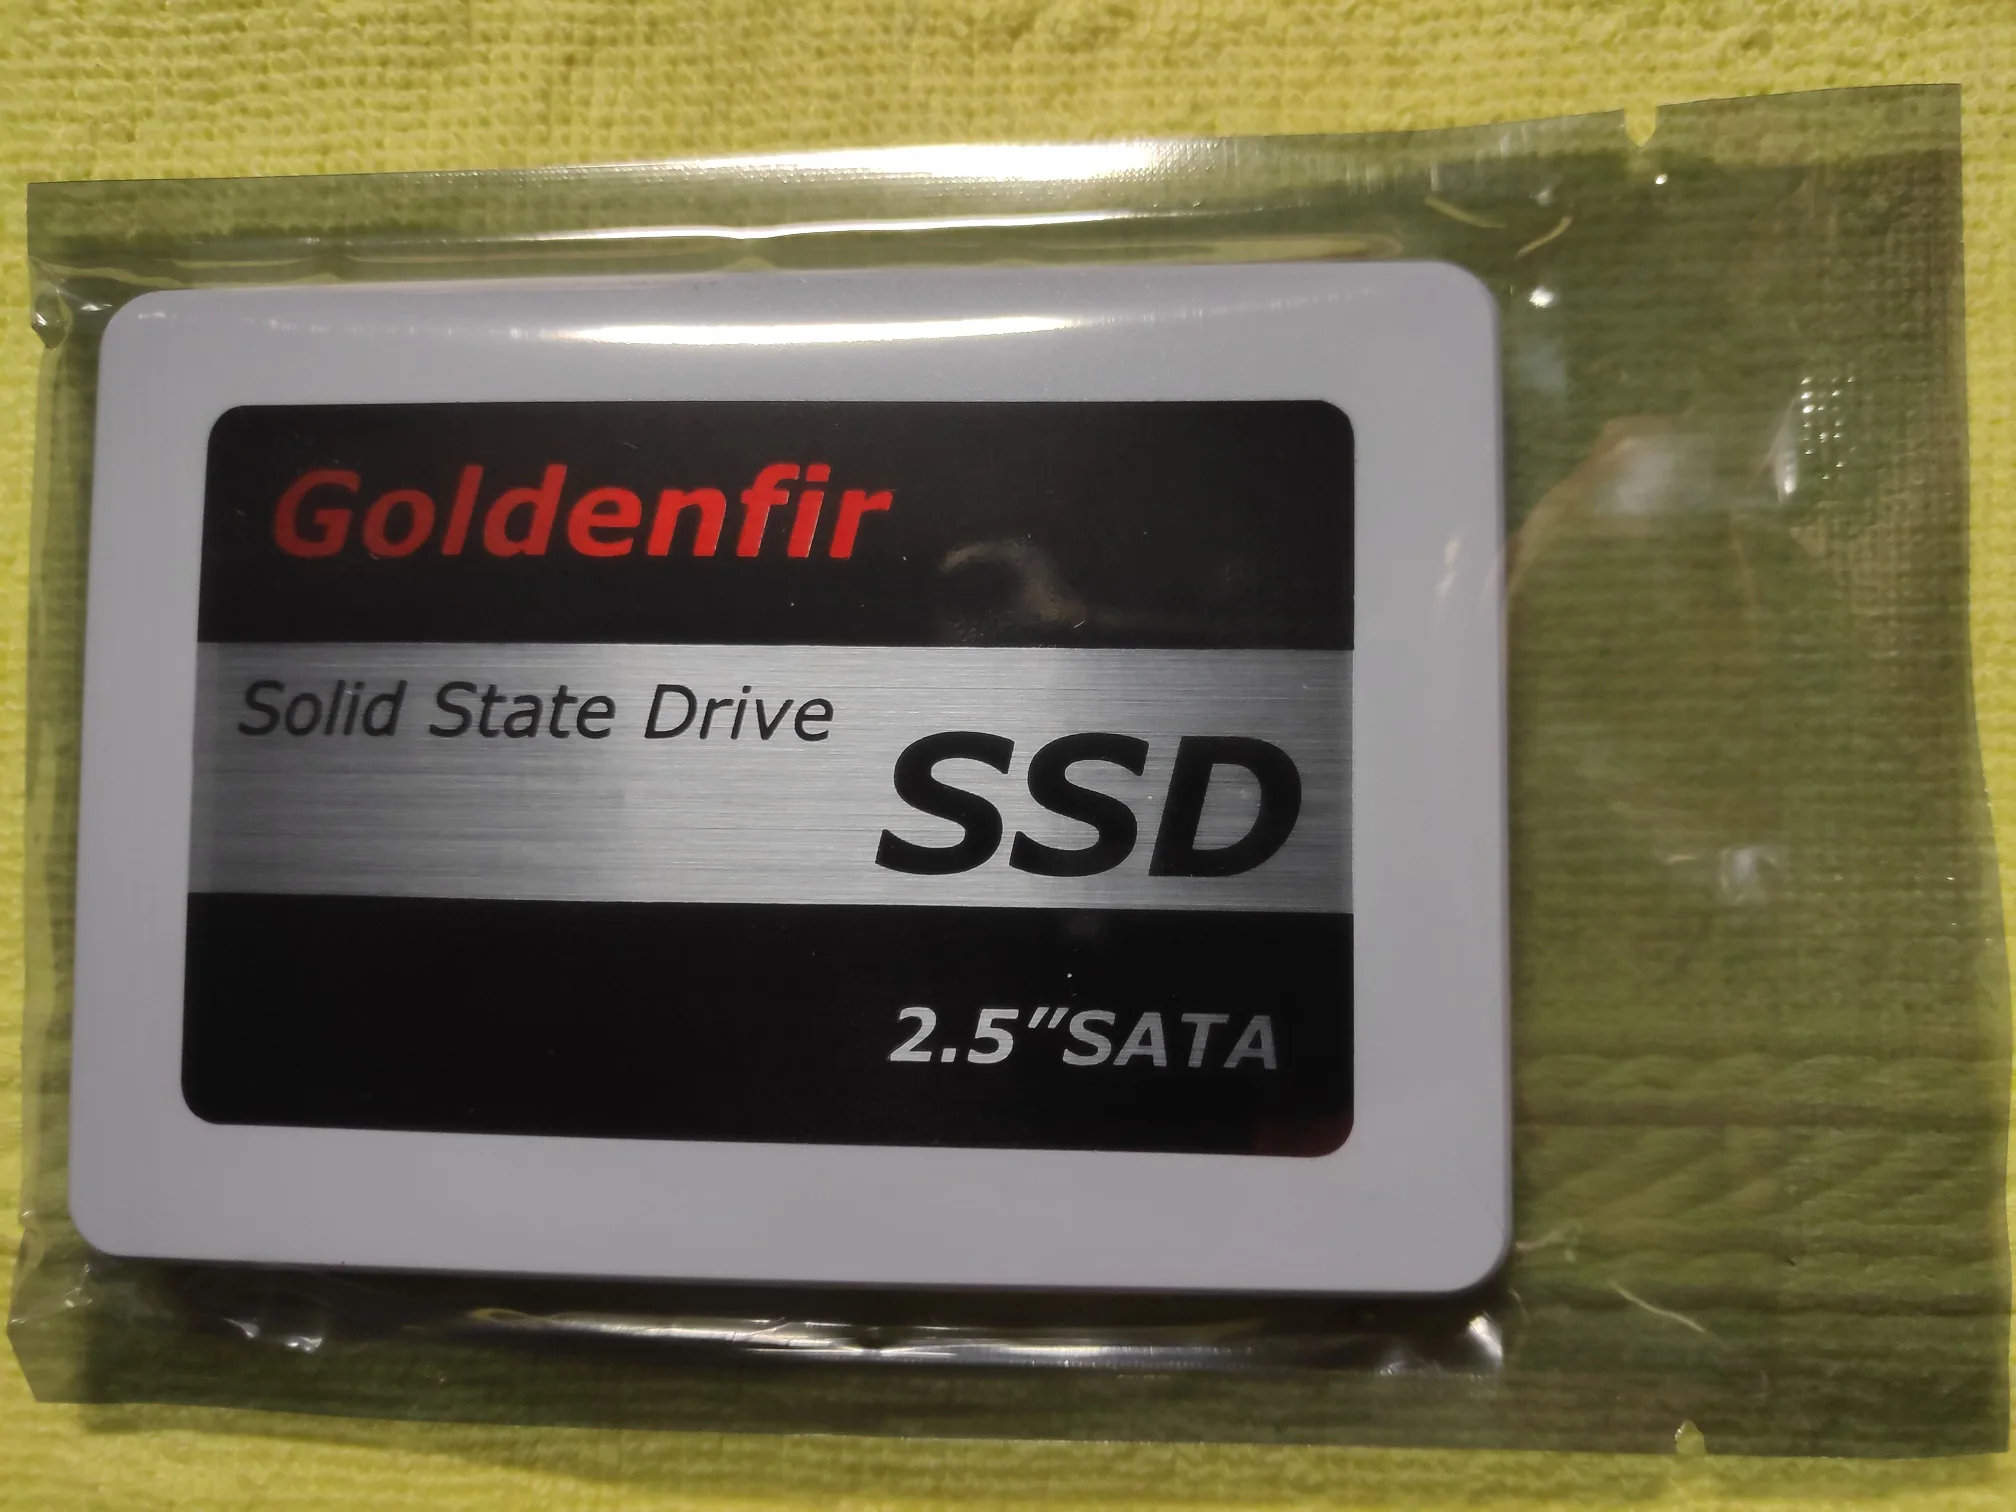 Goldenfir
Solid State Drive
SSD
2.5"SATA